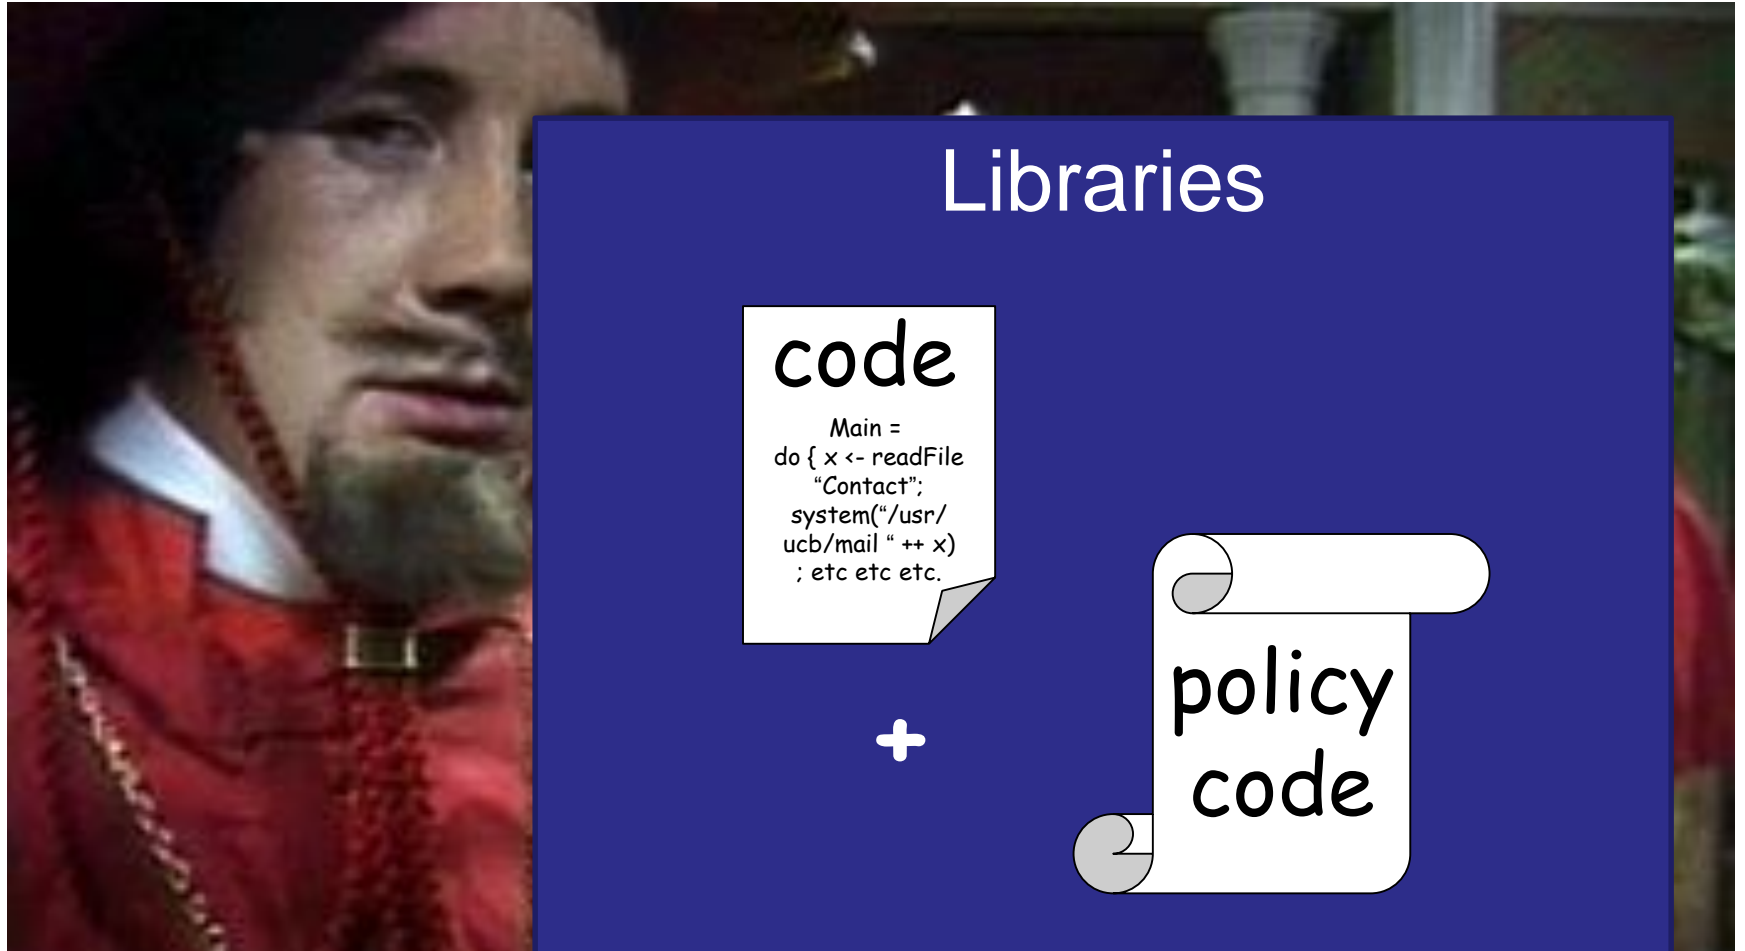 Libraries
code
Main =
do { x <- readFile
“Contact”;
system(“/usr/
ucb/mail “ ++ x)
; etc etc etc.
+
policy
code